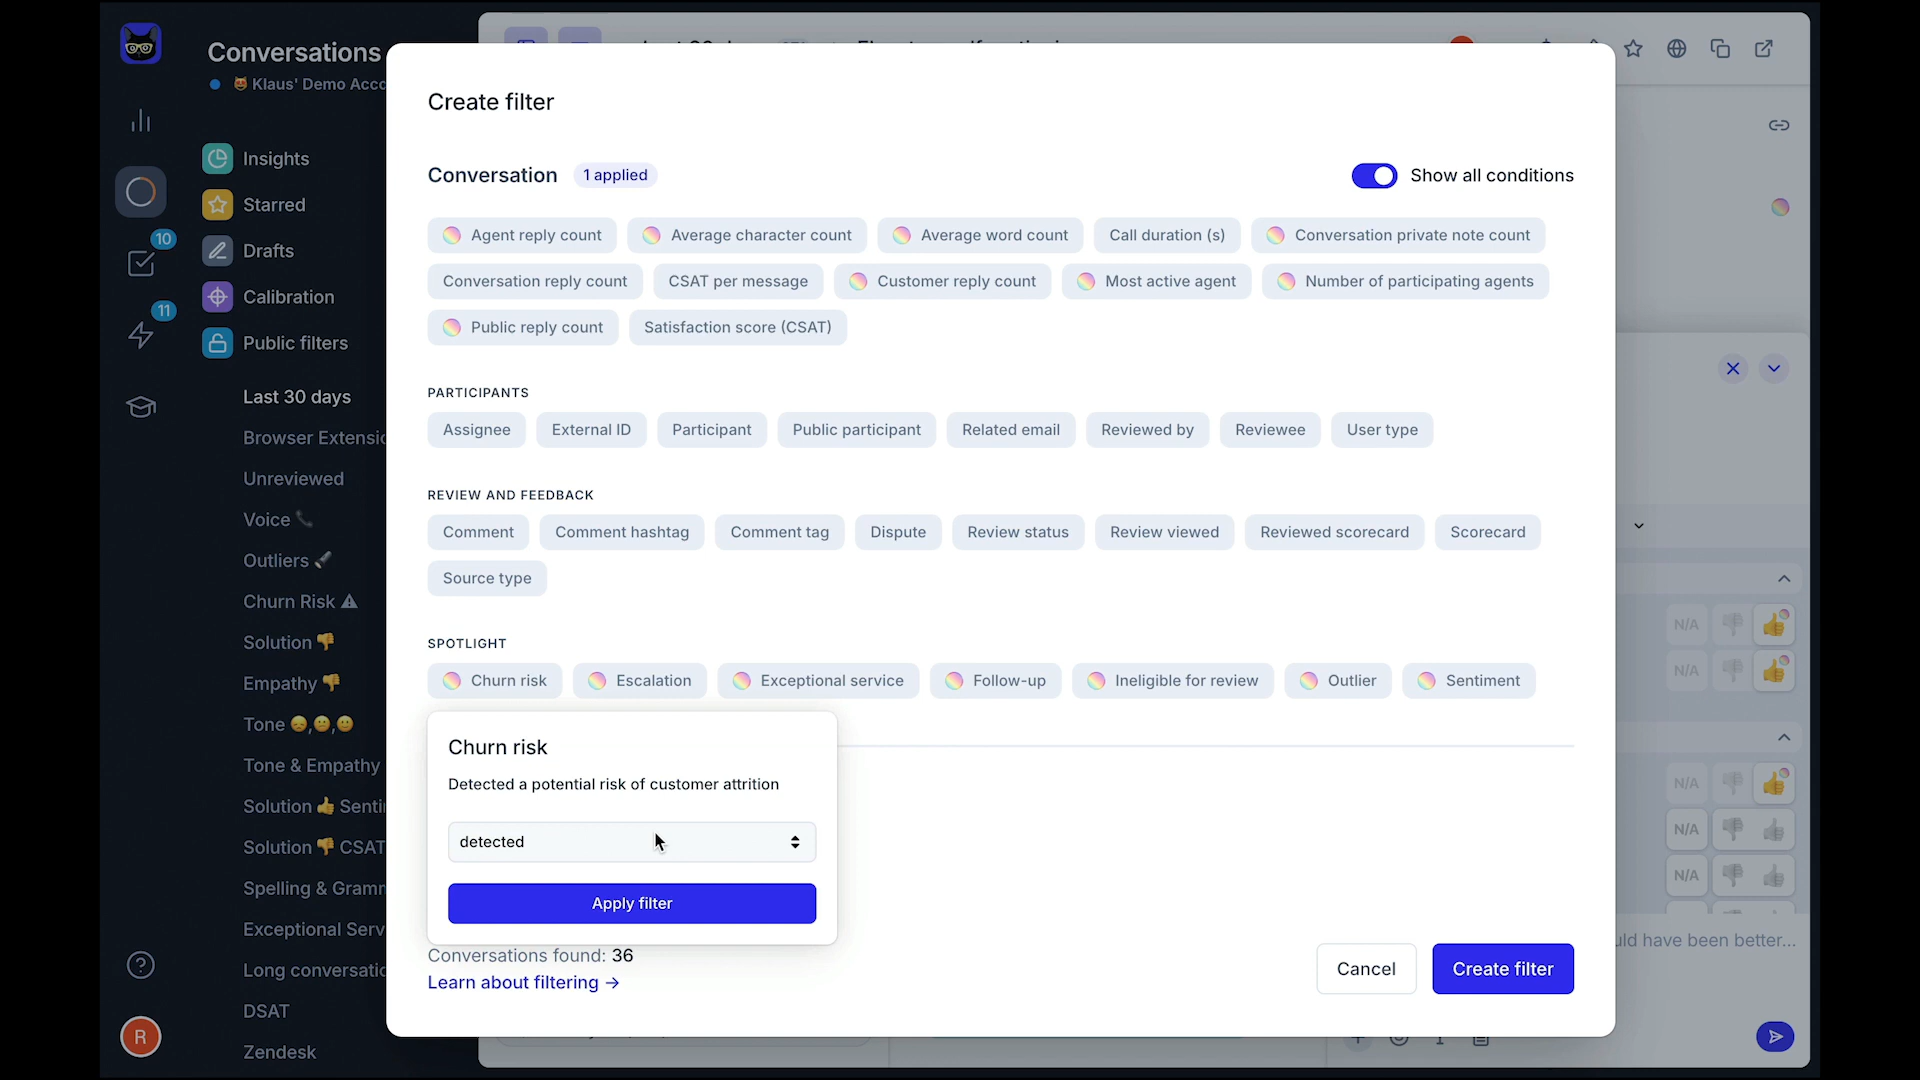 Conversations
Klaus' Demo Acco
10
11
Insights
Starred
Drafts
Calibration
Public filters
Last 30 days
Browser Extensio
Unreviewed
Voice
Outliers
Churn Risk
Solution
Empathy
Tone
Tone & Empathy
Solution Senti
Solution CSAT
Spelling & Gramm
Exceptional Serv
Long conversatio
DSAT
Zendesk
R
Create filter
Conversation 1 applied
Show all conditions
Agent reply count Average character count Average word count Call duration (s) Conversation private note count
Conversation reply count CSAT per message Customer reply count Most active agent Number of participating agents
Public reply count Satisfaction score (CSAT)
PARTICIPANTS
Assignee External ID Participant Public participant Related email Reviewed by Reviewee User type
REVIEW AND FEEDBACK
Comment Comment hashtag Comment tag Dispute Review status Review viewed Reviewed scorecard Scorecard
Source type
SPOTLIGHT
Churn risk Escalation Exceptional service Follow-up Ineligible for review Outlier Sentiment
Churn risk
Detected a potential risk of customer attrition
detected
Apply filter
Conversations found: 36
Learn about filtering →
Cancel
Create filter
N/A
N/A
N/A
N/A
N/A
uld have been better...